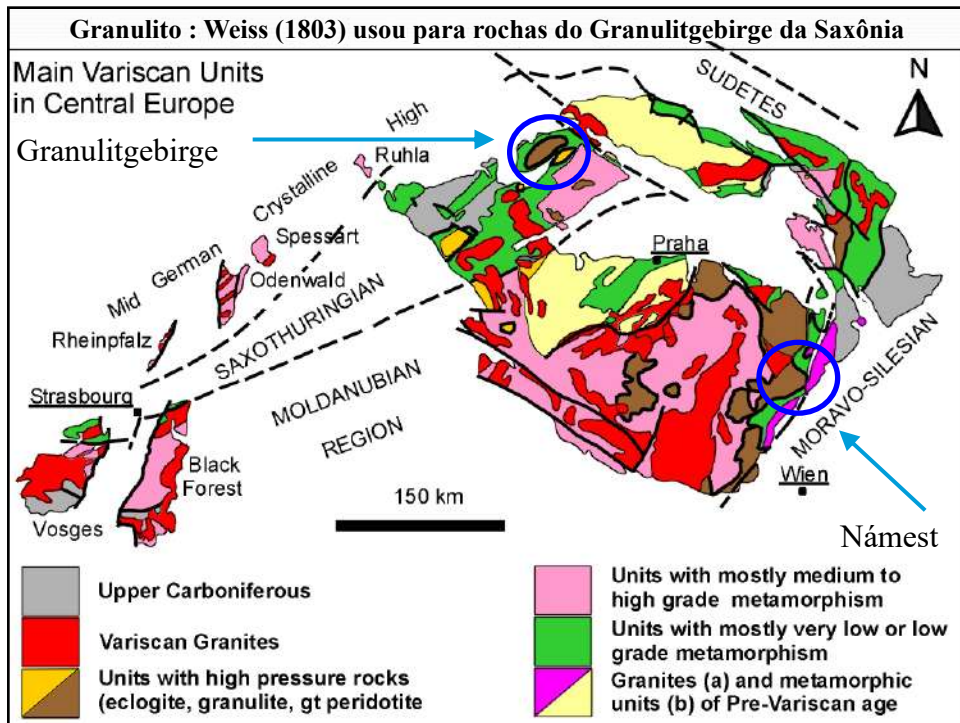 Granulito : Weiss (1803) usou para rochas do Granulitgebirge da Saxônia
Main Variscan Units
in Central Europe
N
SUDETES
Granulitgebirge
High
Ruhla
Crystalline
Spessart
German
Odenwald
Mid
Praha
Rheinpfalz
SAXOTHURINGIAN
Strasbourg
MOLDANUBIAN
REGION
MORAVO-SILESIAN
Black
Forest
Wien
150 km
Vosges
Námest
Upper Carboniferous
Variscan Granites
Units with high pressure rocks
(eclogite, granulite, gt peridotite
Units with mostly medium to
high grade metamorphism
Units with mostly very low or low
grade metamorphism
Granites (a) and metamorphic
units (b) of Pre-Variscan age